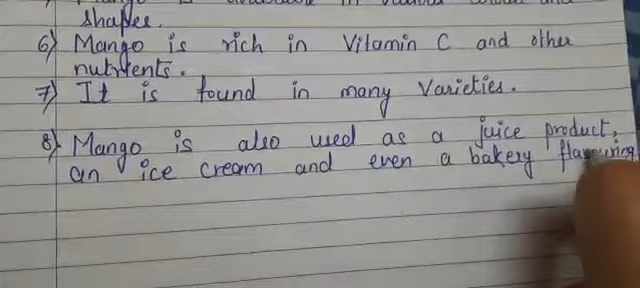 shapes.
6) Mango is rich in Vitamin C and other
nutrients.
7) It is found in many Varieties.
8) Mango is also used as a juice product,
an ice cream and even a bakery flavouring